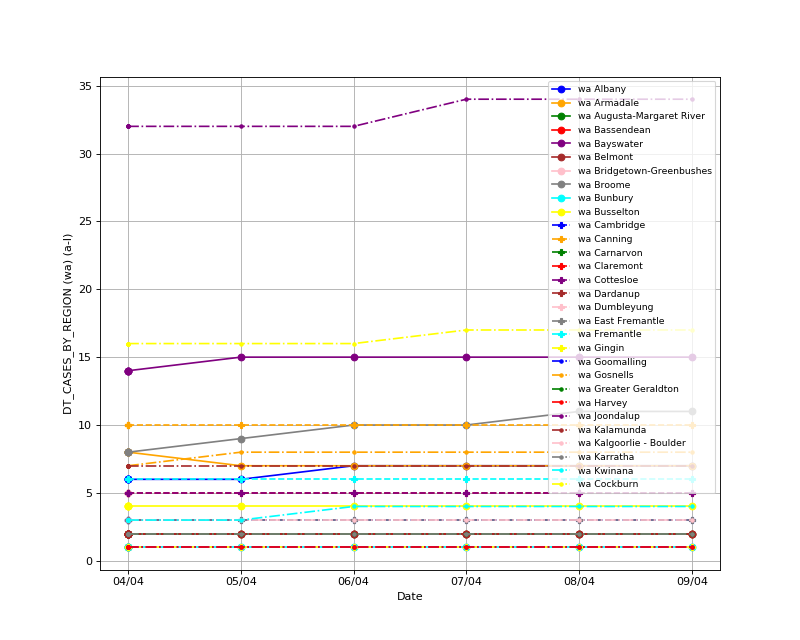 35
30
25
20
15
10
5
0
DT_CASES_BY_REGION (wa) (a-l)
04/04
05/04
06/04
07/04
08/04
09/04
Date
wa Albany
wa Armadale
wa Augusta-Margaret River
wa Bassendean
wa Bayswater
wa Belmont
wa Bridgetown-Greenbushes
wa Broome
wa Bunbury
wa Busselton
wa Cambridge
wa Canning
wa Carnarvon
wa Claremont
wa Cottesloe
wa Dardanup
wa Dumbleyung
wa East Fremantle
wa Fremantle
wa Gingin
wa Goomalling
wa Gosnells
wa Greater Geraldton
wa Harvey
wa Joondalup
wa Kalamunda
wa Kalgoorlie - Boulder
wa Karratha
wa Kwinana
wa Cockburn